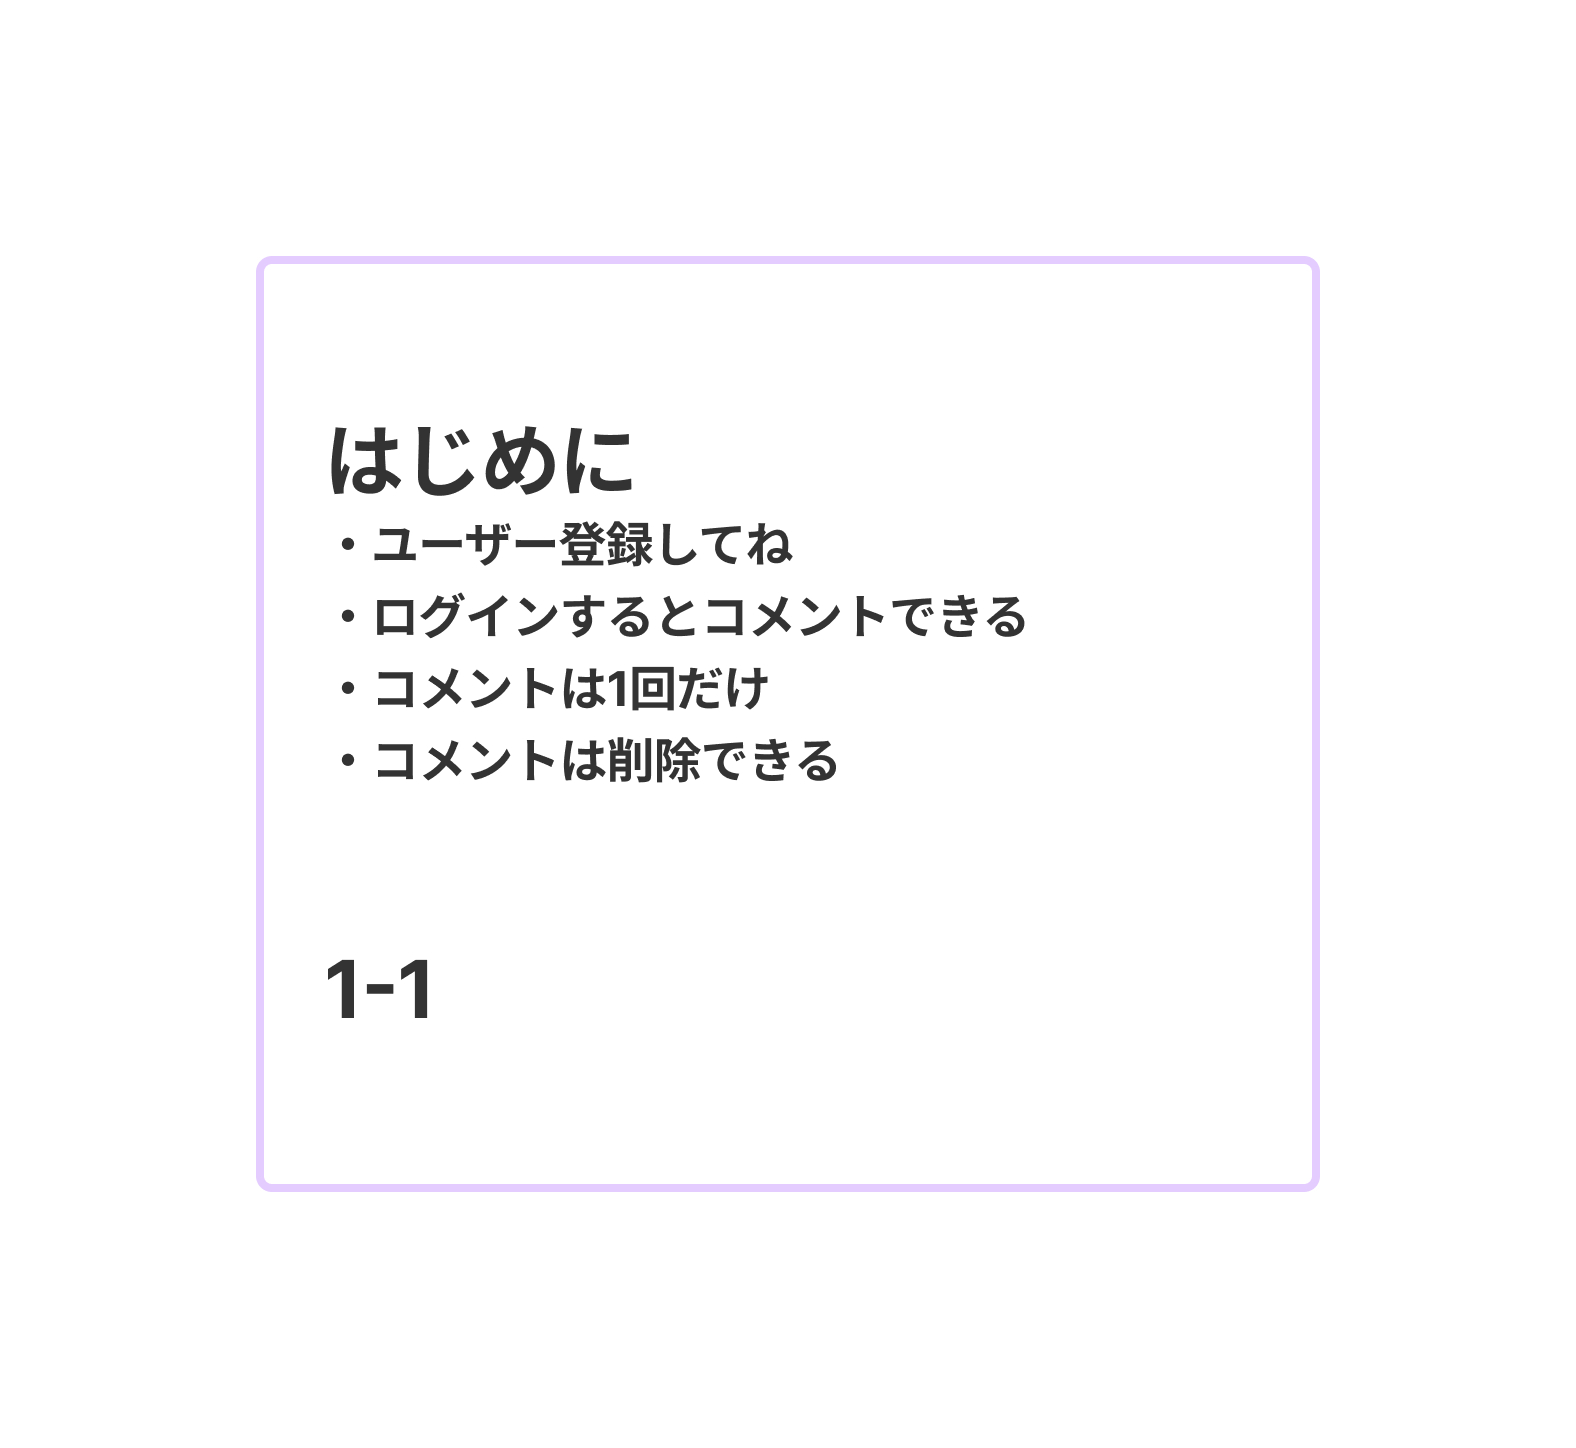 はじめに
・ユーザー登録してね
・ログインするとコメントできる
・コメントは1回だけ
・コメントは削除できる
1-1